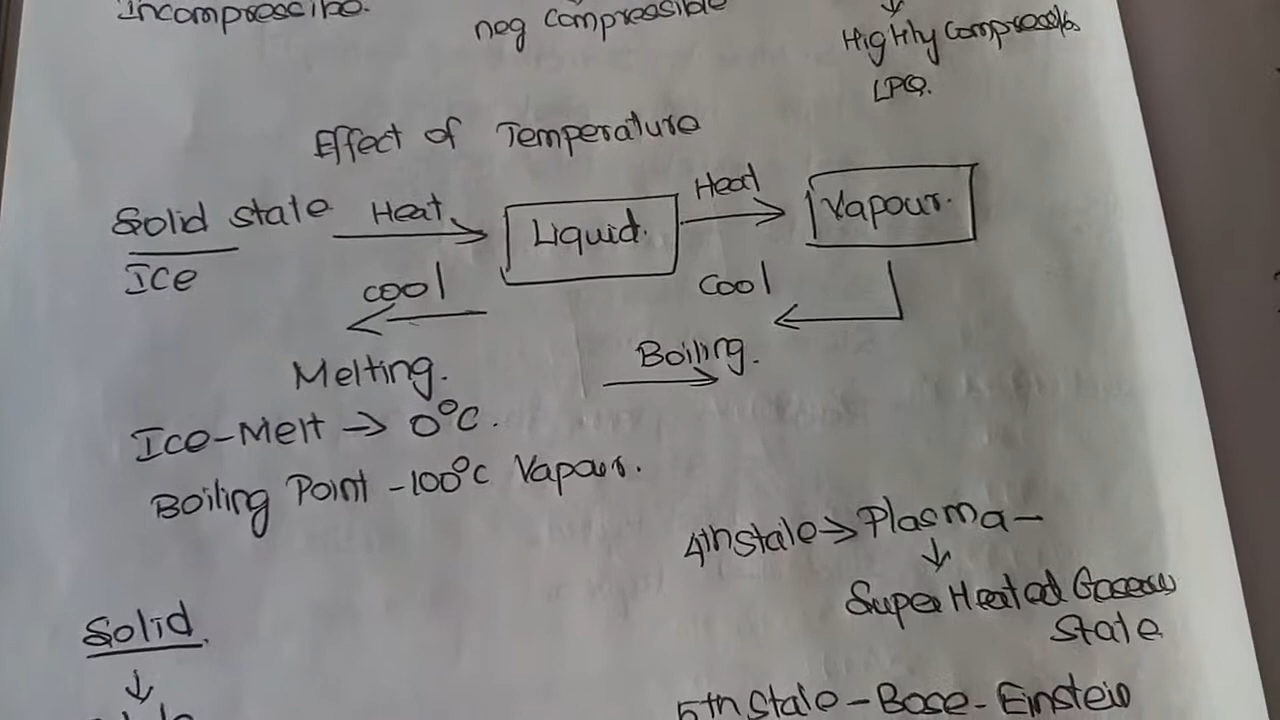 incompressible.
neg compressible
Highly Compressible
LPG.
Effect of Temperature
Solid state Heat Liquid. Heat Vapour.
Ice
cool Cool
Melting. Boiling.
Ice-Melt → 0°C.
Boiling Point -100°C Vapour.
4th state → Plasma -
↓
Super Heated Gaseous
State
Solid.
↓
5th State - Bose - Einstein